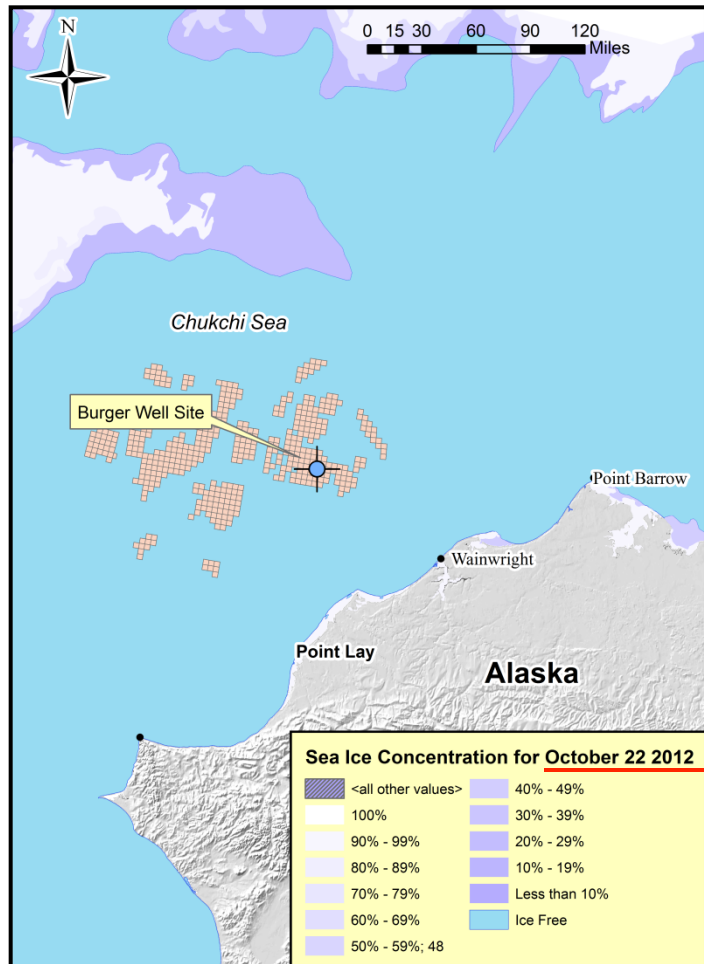 N
0 15 30 60 90 120
Miles
Chukchi Sea
Burger Well Site
Point Barrow
Wainwright
Point Lay
Alaska
Sea Ice Concentration for October 22 2012
<all other values>
100%
90% - 99%
80% - 89%
70% - 79%
60% - 69%
50% - 59%; 48
40% - 49%
30% - 39%
20% - 29%
10% - 19%
Less than 10%
Ice Free